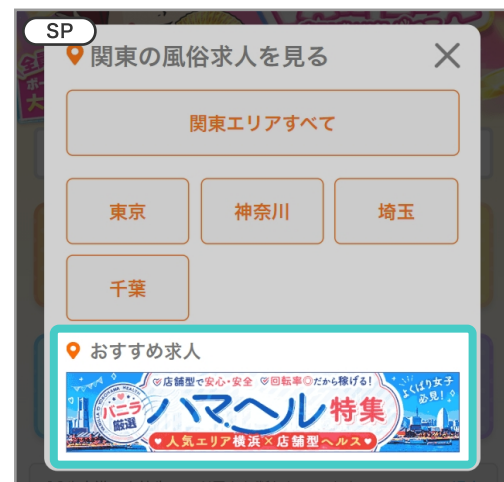 SP
関東の風俗求人を見る
関東エリアすべて
東京
神奈川
埼玉
千葉
おすすめ求人
店舗型で安心・安全 回転率◎だから稼げる!
バニラ
厳選
ハマヘル特集
よくばり女子
必見!
人気エリア横浜×店舗型ヘルス